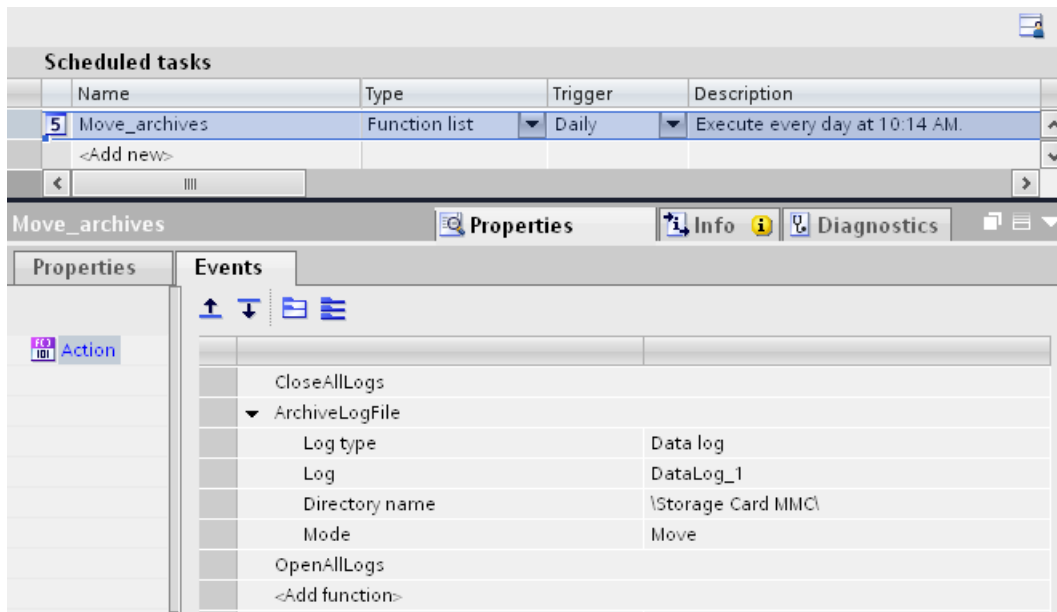 Scheduled tasks
Name Type Trigger Description
5 Move_archives Function list Daily Execute every day at 10:14 AM.
<Add new>
Move_archives Properties Info Diagnostics
Properties Events
Action
CloseAllLogs
ArchiveLogFile
Log type Data log
Log DataLog_1
Directory name \Storage Card MMC\
Mode Move
OpenAllLogs
<Add function>